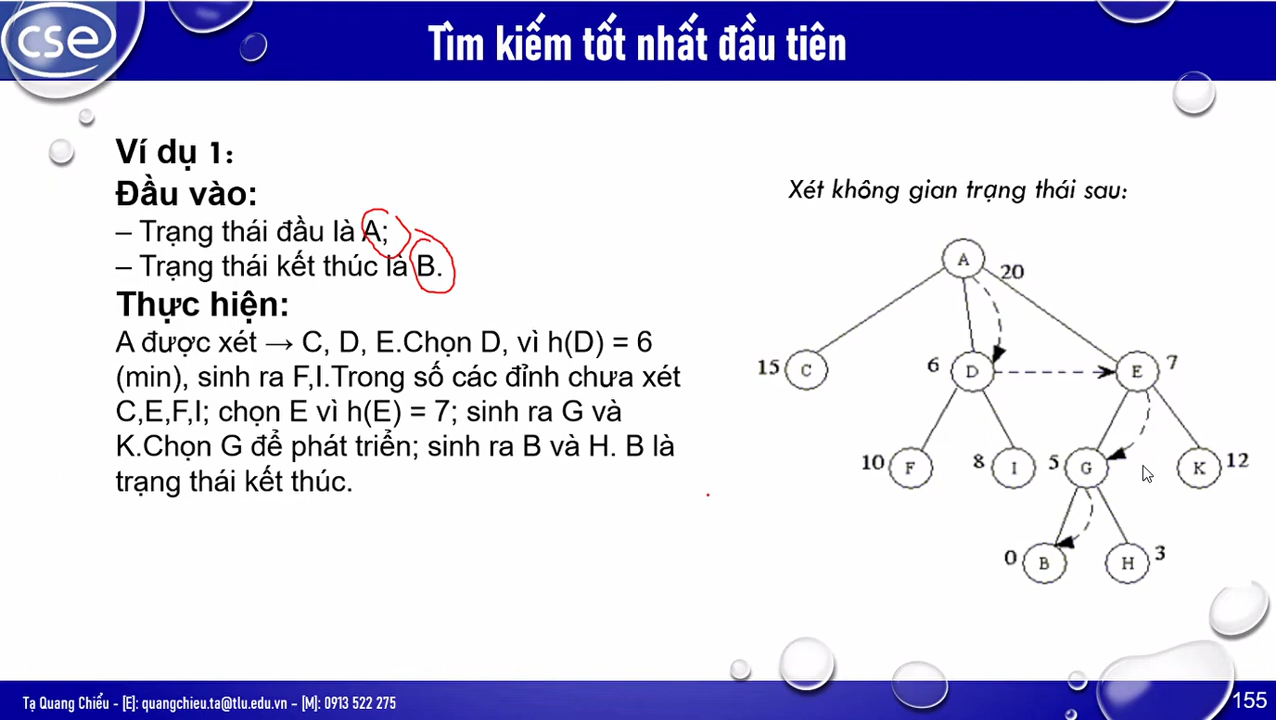 cse
Tìm kiếm tốt nhất đầu tiên
Ví dụ 1:
Đầu vào:
– Trạng thái đầu là A;
– Trạng thái kết thúc là B.
Thực hiện:
A được xét → C, D, E.Chọn D, vì h(D) = 6
(min), sinh ra F,I.Trong số các đỉnh chưa xét
C,E,F,I; chọn E vì h(E) = 7; sinh ra G và
K.Chọn G để phát triển; sinh ra B và H. B là
trạng thái kết thúc.
Xét không gian trạng thái sau:
A
20
15 C
6 D
E 7
10 F
8 I
5 G
K 12
0 B
H 3
Tạ Quang Chiểu - [E]: quangchieu.ta@tlu.edu.vn – [M]: 0913 522 275
155